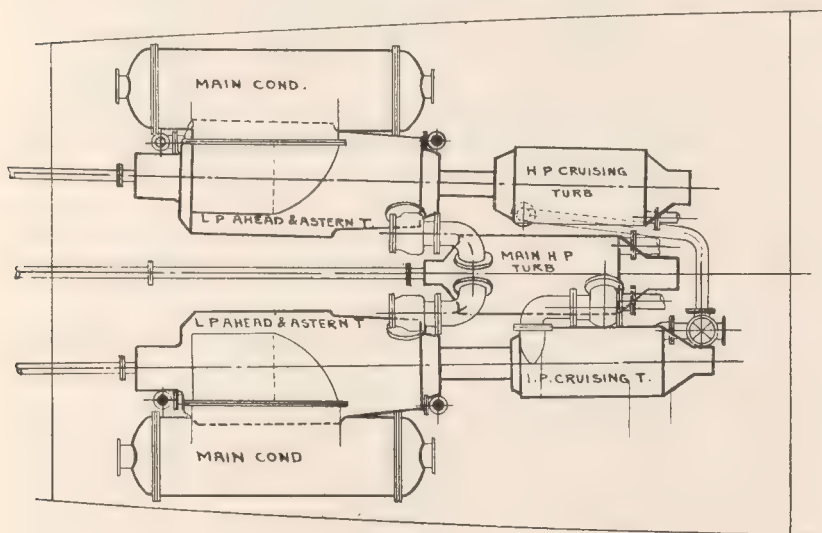 MAIN COND.
H P CRUISING
TURB
L P AHEAD & ASTERN T.
MAIN H P
TURB
L P AHEAD & ASTERN T
I.P. CRUISING T.
MAIN COND